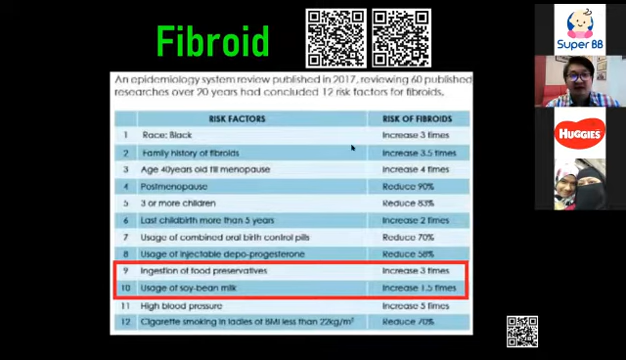 Fibroid
Super BB
An epidemiology system review published in 2017, reviewing 60 published
researches over 20 years had concluded 12 risk factors for fibroids.
RISK FACTORS RISK OF FIBROIDS
1 Race: Black Increase 3 times
2 Family history of fibroids Increase 3.5 times
3 Age 40years old till menopause Increase 4 times
4 Postmenopause Reduce 90%
5 3 or more children Reduce 83%
6 Last childbirth more than 5 years Increase 2 times
7 Usage of combined oral birth control pills Reduce 70%
8 Usage of injectable depo-progesterone Reduce 58%
9 Ingestion of food preservatives Increase 3 times
10 Usage of soy-bean milk Increase 1.5 times
11 High blood pressure Increase 5 times
12 Cigarette smoking in ladies of BMI less than 22kg/m² Reduce 70%
HUGGIES